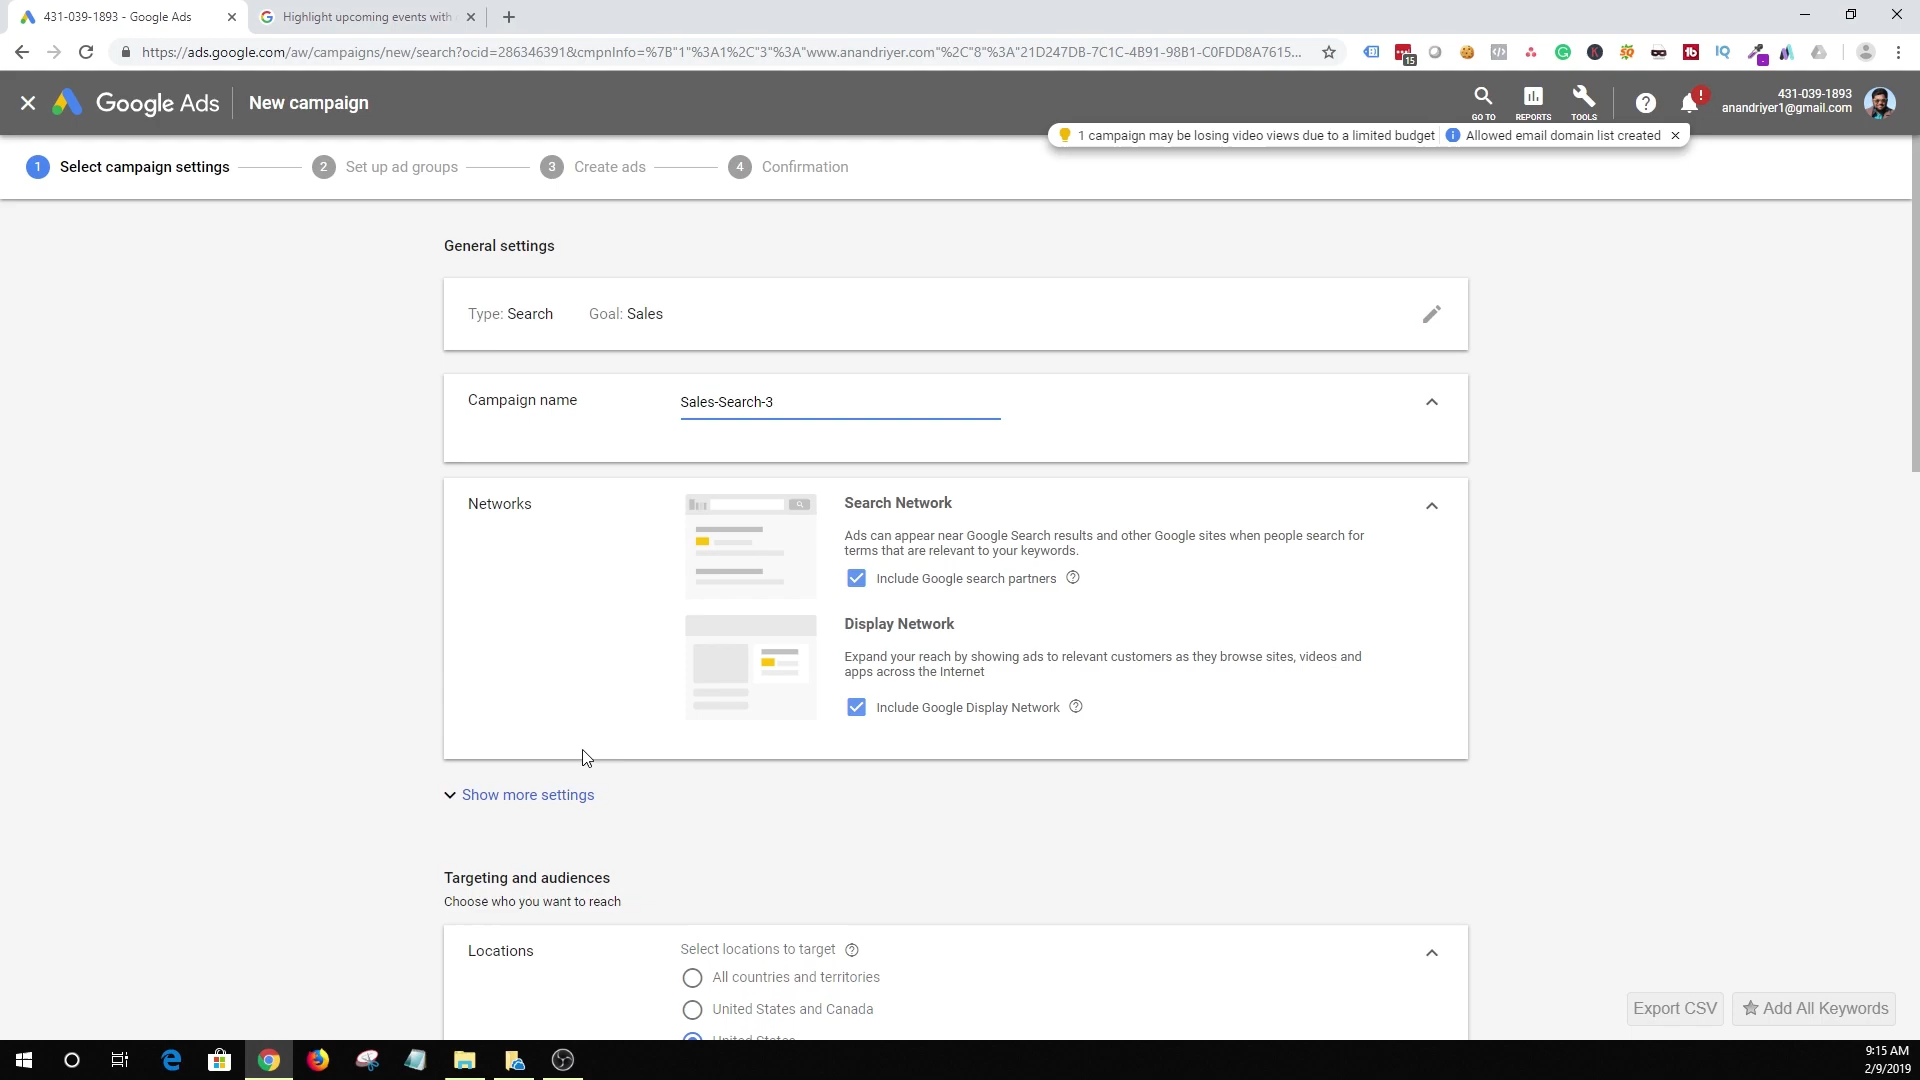 431-039-1893 - Google Ads
Highlight upcoming events with
https://ads.google.com/aw/campaigns/new/search?ocid=286346391&cmpnInfo=%7B"1"%3A1%2C"3"%3A"www.anandriyer.com"%2C"8"%3A"21D247DB-7C1C-4B91-98B1-C0FDD8A7615...
15
Google Ads
New campaign
GO TO
REPORTS
TOOLS
431-039-1893
anandriyer1@gmail.com
1 campaign may be losing video views due to a limited budget
Allowed email domain list created
1 Select campaign settings
2 Set up ad groups
3 Create ads
4 Confirmation
General settings
Type: Search
Goal: Sales
Campaign name
Sales-Search-3
Networks
Search Network
Ads can appear near Google Search results and other Google sites when people search for
terms that are relevant to your keywords.
Include Google search partners
Display Network
Expand your reach by showing ads to relevant customers as they browse sites, videos and
apps across the Internet
Include Google Display Network
Show more settings
Targeting and audiences
Choose who you want to reach
Locations
Select locations to target
All countries and territories
United States and Canada
United States
Export CSV
Add All Keywords
9:15 AM
2/9/2019